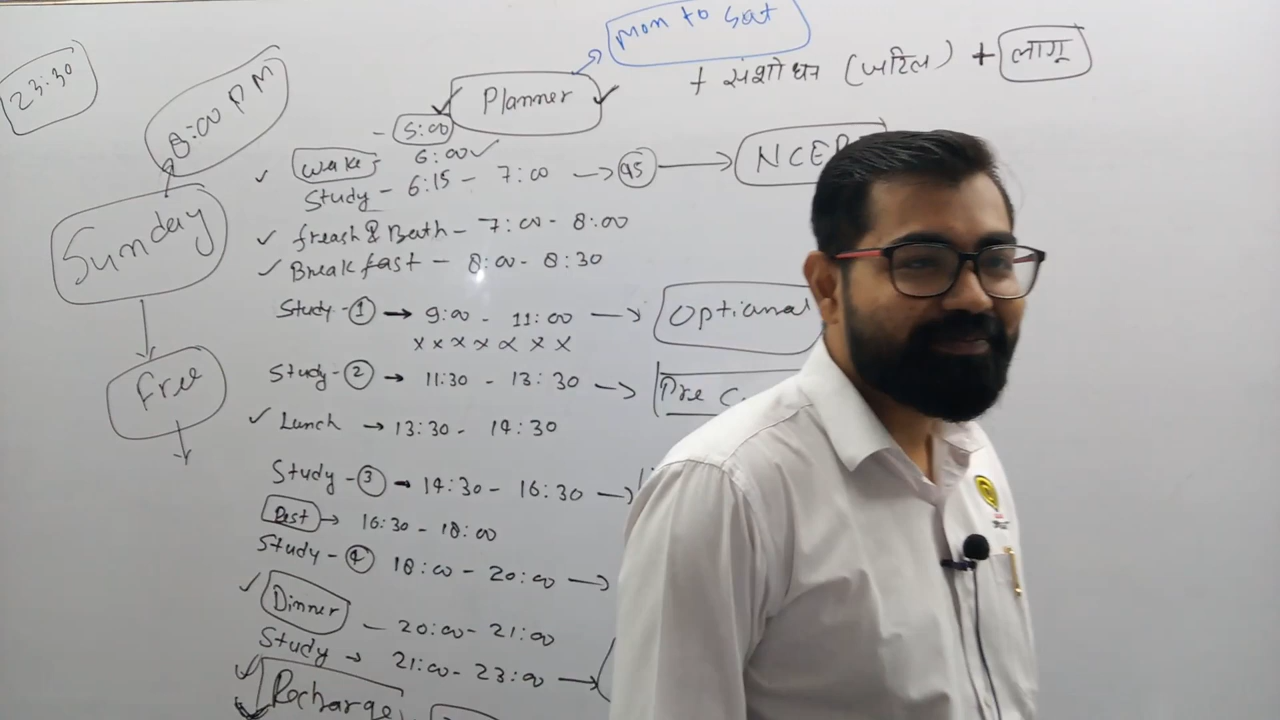 23:30
8:00 PM
Sunday
Free
Mon to Sat
Planner
+ संशोधन (जटिल) + लागू
- 5:00
Wake - 6:00
Study - 6:15 - 7:00 → 45 → NCER
freash & Bath - 7:00 - 8:00
Breakfast - 8:00 - 8:30
Study - 1 → 9:00 - 11:00 → Optional
x x x x x x x
Study - 2 → 11:30 - 13:30 → Pre C
Lunch → 13:30 - 14:30
Study - 3 → 14:30 - 16:30 →
Rest → 16:30 - 18:00
Study - 4 18:00 - 20:00 →
Dinner - 20:00 - 21:00
Study → 21:00 - 23:00 →
Recharge